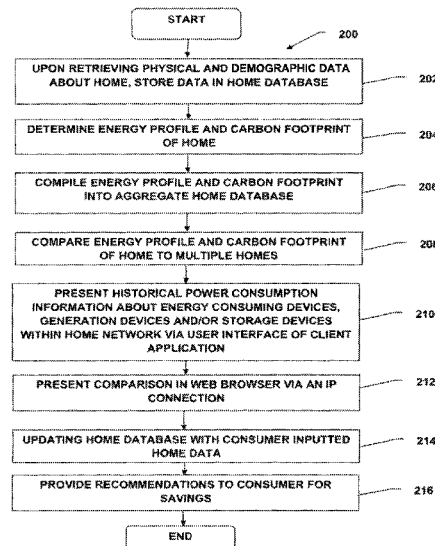 START
200
UPON RETRIEVING PHYSICAL AND DEMOGRAPHIC DATA
ABOUT HOME, STORE DATA IN HOME DATABASE
202
DETERMINE ENERGY PROFILE AND CARBON FOOTPRINT
OF HOME
204
COMPILE ENERGY PROFILE AND CARBON FOOTPRINT
INTO AGGREGATE HOME DATABASE
206
COMPARE ENERGY PROFILE AND CARBON FOOTPRINT
OF HOME TO MULTIPLE HOMES
208
PRESENT HISTORICAL POWER CONSUMPTION
INFORMATION ABOUT ENERGY CONSUMING DEVICES,
GENERATION DEVICES AND/OR STORAGE DEVICES
WITHIN HOME NETWORK VIA USER INTERFACE OF CLIENT
APPLICATION
210
PRESENT COMPARISON IN WEB BROWSER VIA AN IP
CONNECTION
212
UPDATING HOME DATABASE WITH CONSUMER INPUTTED
HOME DATA
214
PROVIDE RECOMMENDATIONS TO CONSUMER FOR
SAVINGS
216
END